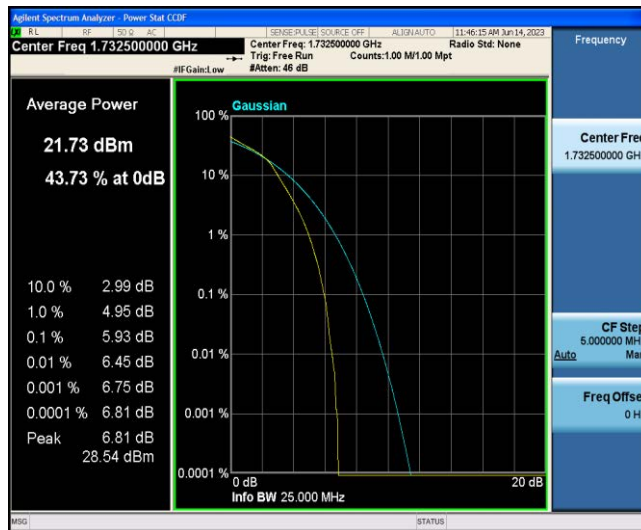 Agilent Spectrum Analyzer - Power Stat CCDF
RL RF 50 Ω AC SENSE:PULSE SOURCE OFF ALIGNAUTO 11:46:15 AM Jun 14, 2023
Center Freq 1.732500000 GHz
Center Freq: 1.732500000 GHz Radio Std: None
Trig: Free Run Counts:1.00 M/1.00 Mpt
#IFGain:Low #Atten: 46 dB
Frequency
Average Power
21.73 dBm
43.73 % at 0dB
10.0 % 2.99 dB
1.0 % 4.95 dB
0.1 % 5.93 dB
0.01 % 6.45 dB
0.001 % 6.75 dB
0.0001 % 6.81 dB
Peak 6.81 dB
28.54 dBm
Gaussian
100 %
10 %
1 %
0.1 %
0.01 %
0.001 %
0.0001 %
0 dB 20 dB
Info BW 25.000 MHz
Center Freq
1.732500000 GH
CF Step
5.000000 MH
Auto Ma
Freq Offse
0 H
MSG STATUS